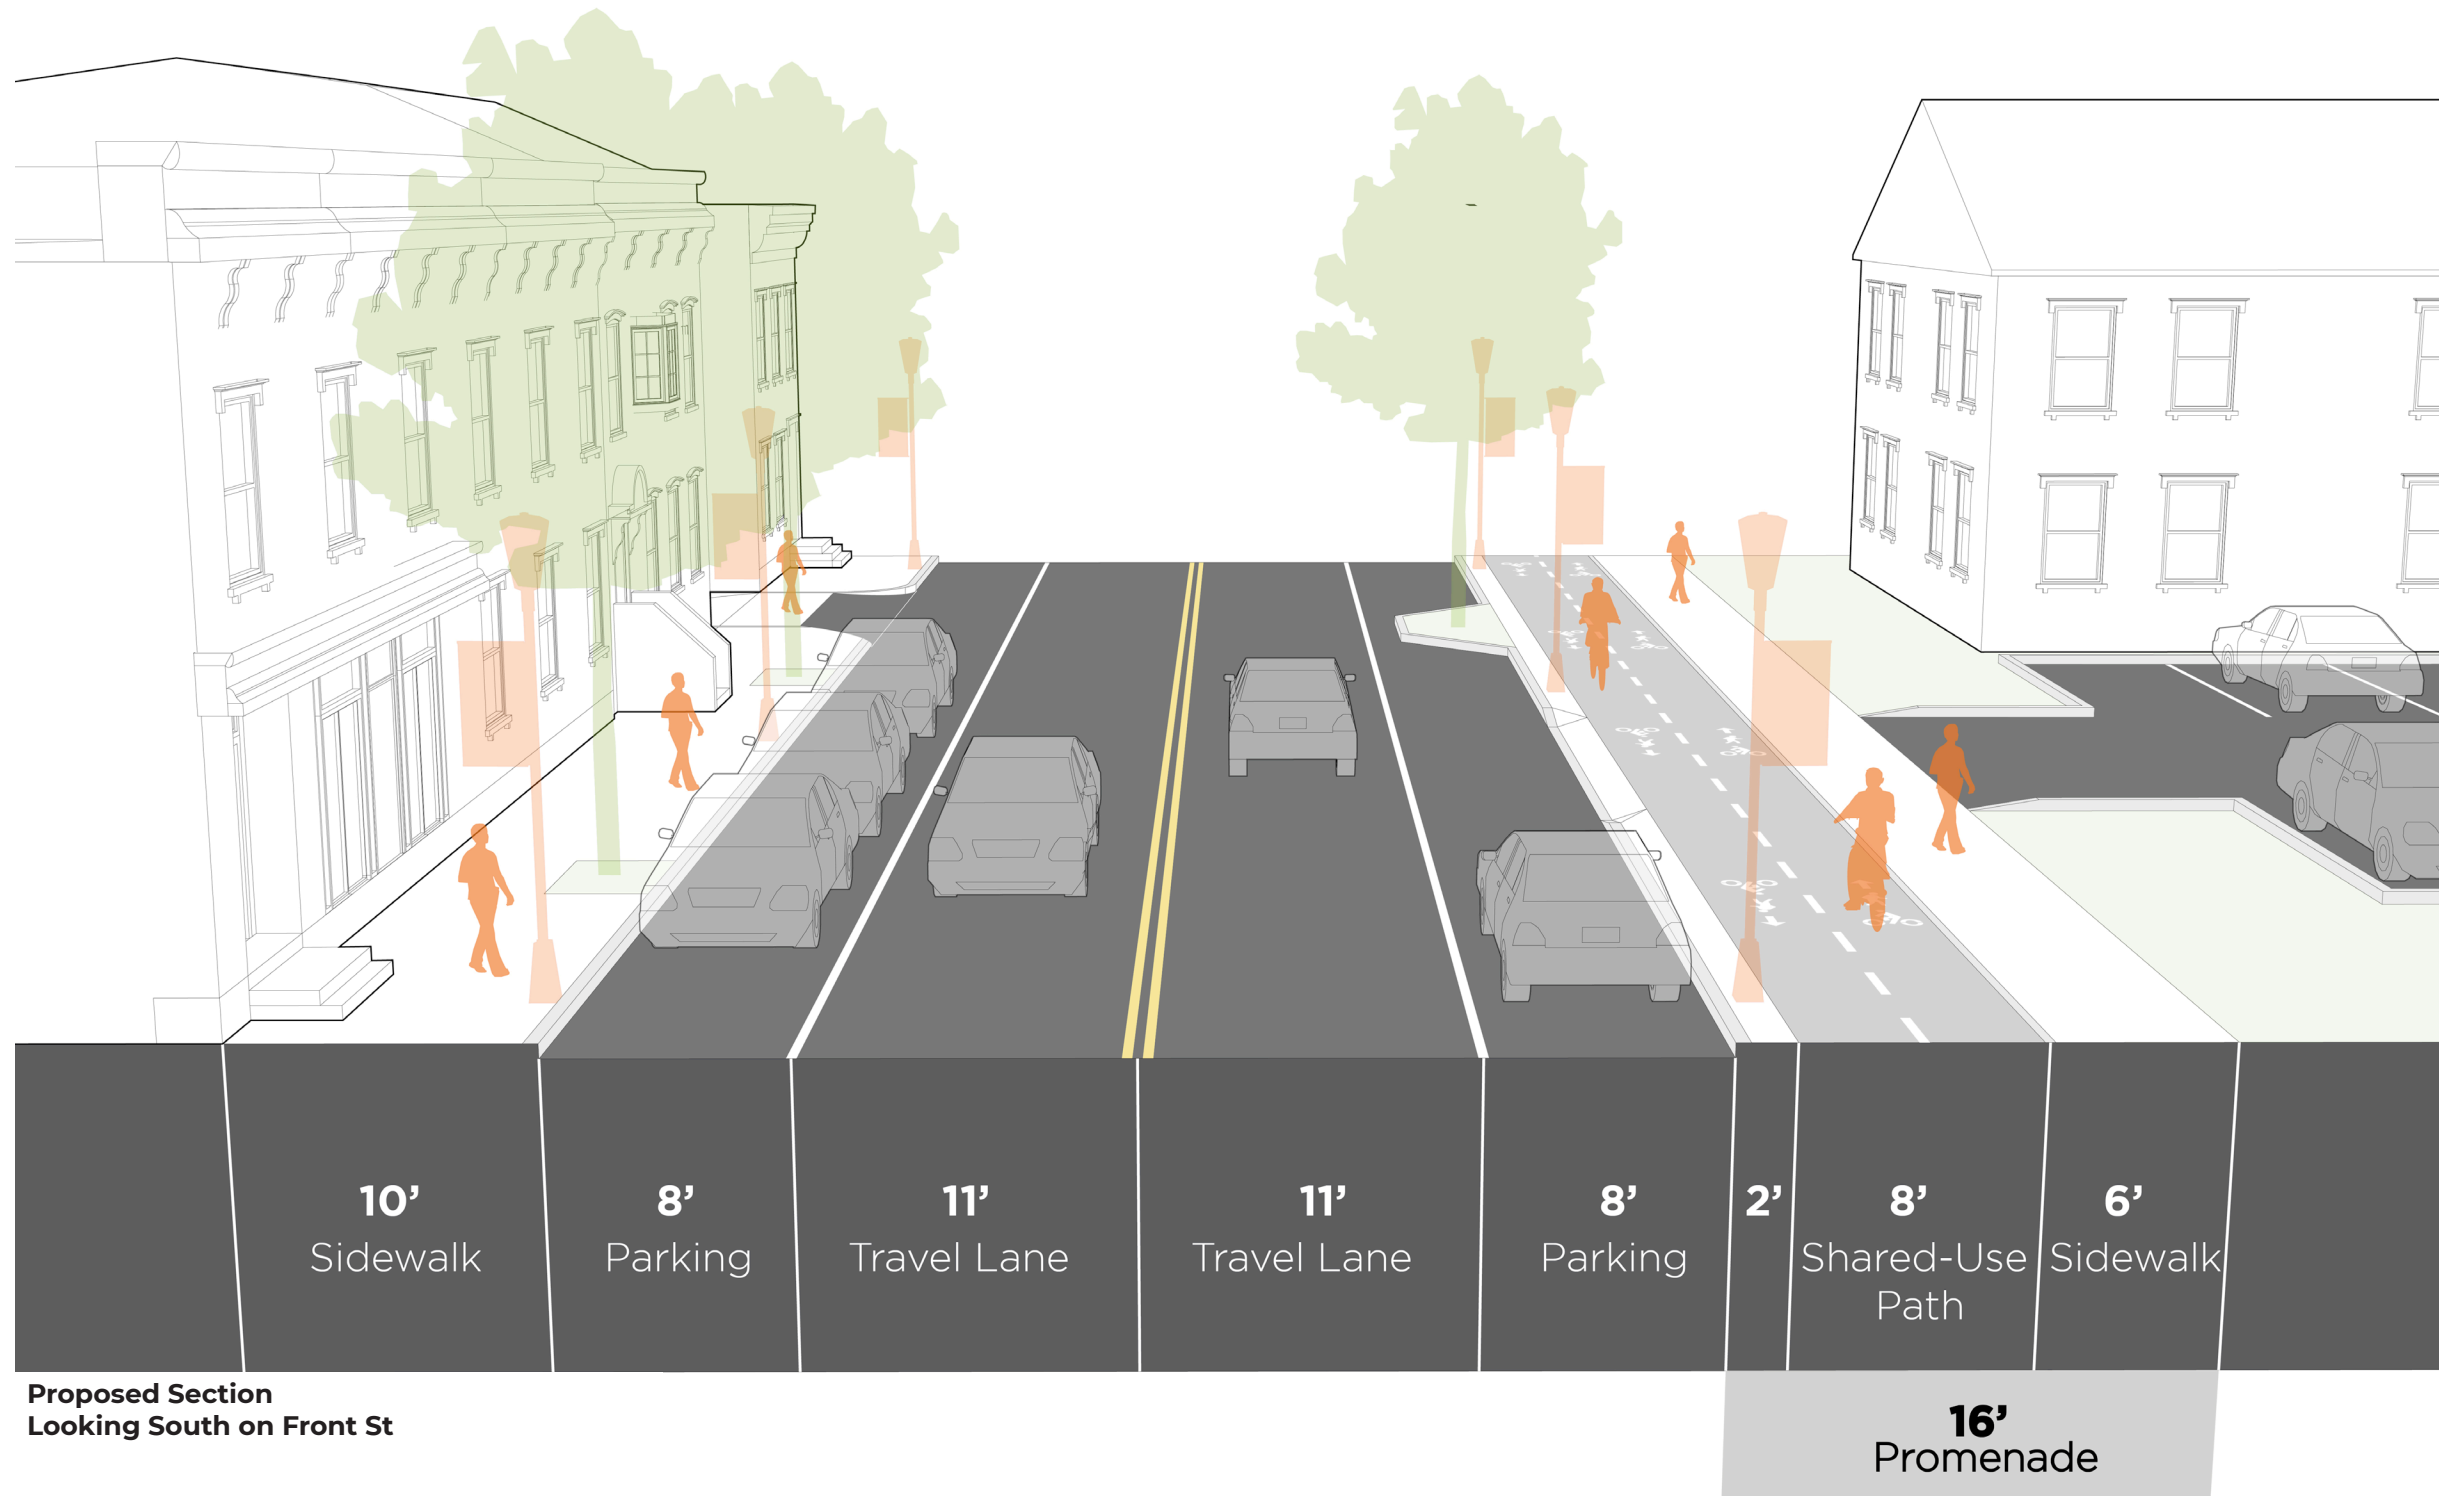 10’
Sidewalk
8’
Parking
11’
Travel Lane
11’
Travel Lane
8’
Parking
2’
8’
Shared-Use
Path
6’
Sidewalk
Proposed Section
Looking South on Front St
16’
Promenade